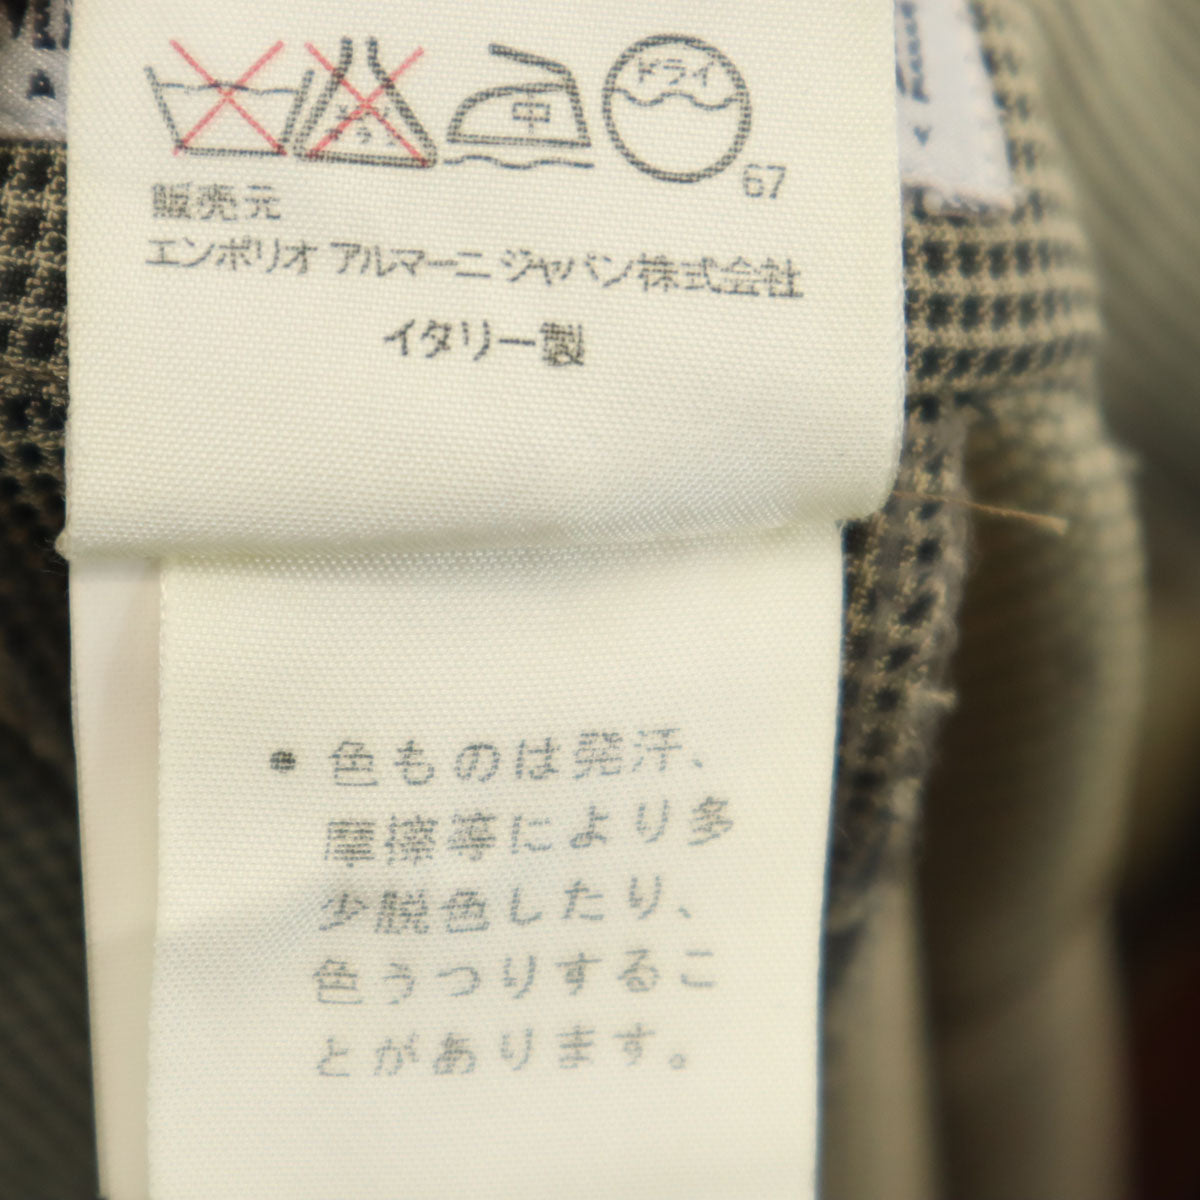 中
ドライ
67
販売元
エンポリオ アルマーニ ジャパン株式会社
イタリー製
• 色ものは発汗、
摩擦等により多
少脱色したり、
色うつりするこ
とがあります。